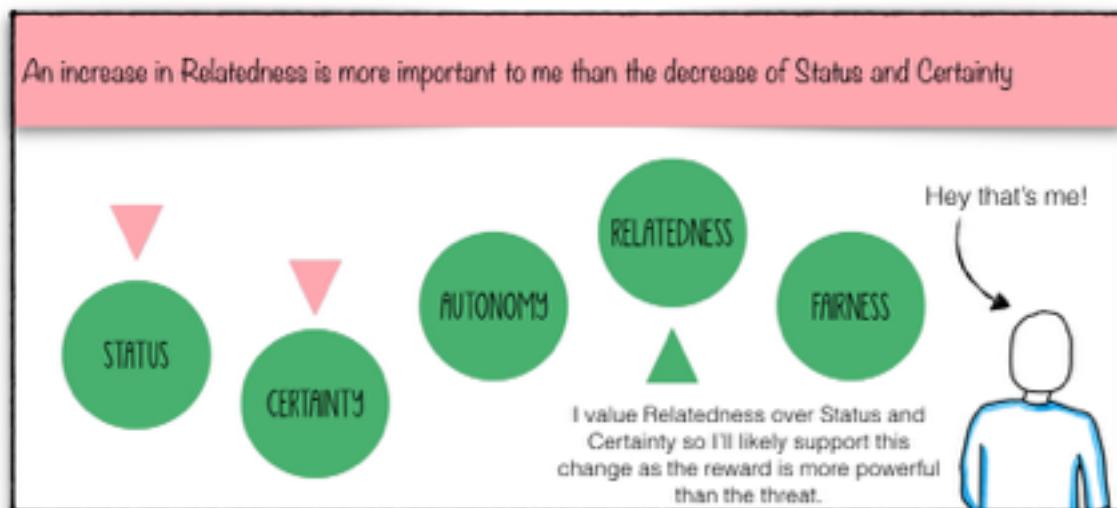 An increase in Relatedness is more important to me than the decrease of Status and Certainty
Hey that's me!
STATUS
CERTAINTY
AUTONOMY
RELATEDNESS
FAIRNESS
I value Relatedness over Status and
Certainty so I'll likely support this
change as the reward is more powerful
than the threat.